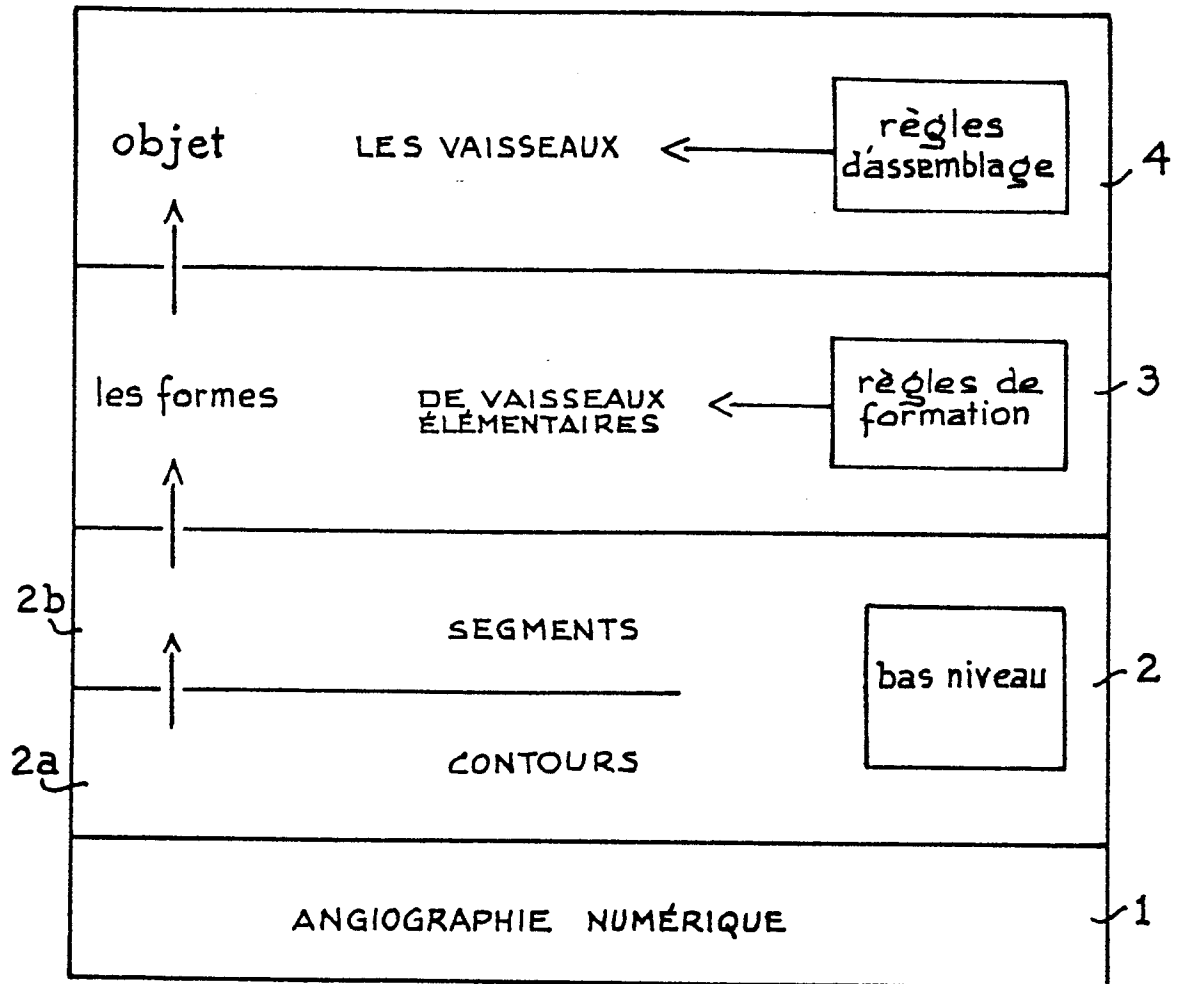 objet
LES VAISSEAUX
règles
d'assemblage
4
les formes
DE VAISSEAUX
ÉLÉMENTAIRES
règles de
formation
3
2b
SEGMENTS
bas niveau
2
2a
CONTOURS
ANGIOGRAPHIE NUMÉRIQUE
1